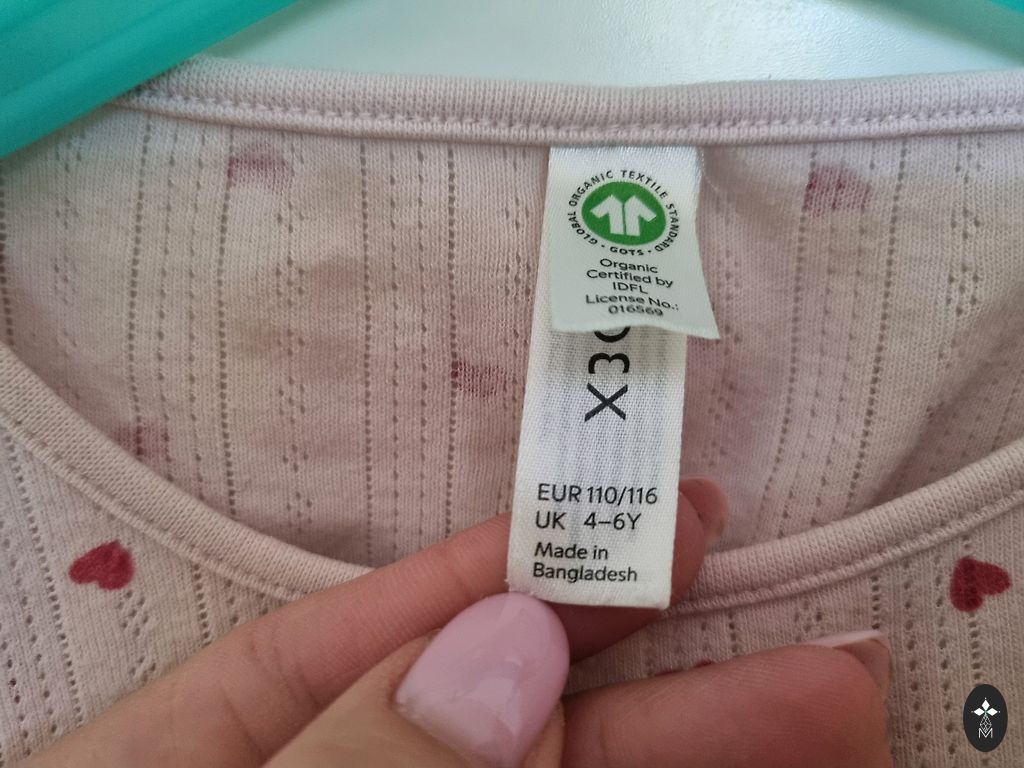 GLOBAL ORGANIC TEXTILE STANDARD
· GOTS ·
Organic
Certified by
IDFL
License No.:
016569
EUR 110/116
UK 4–6Y
Made in
Bangladesh
M